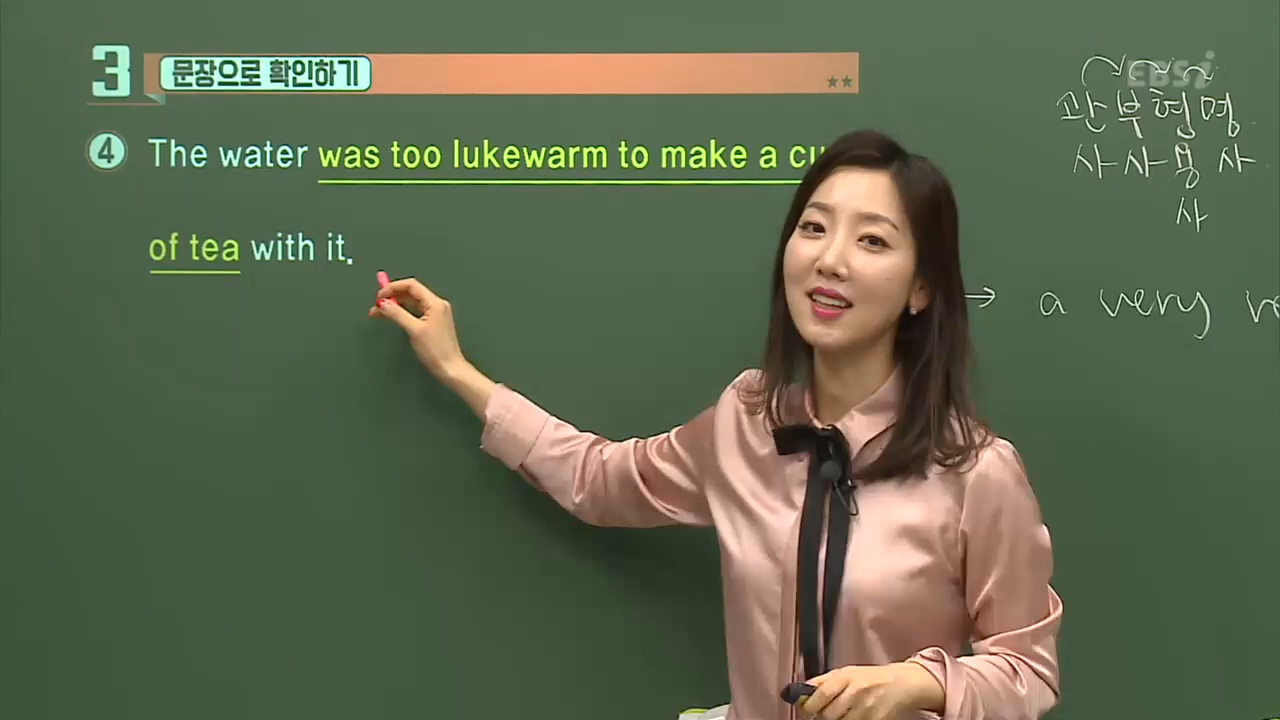 3 문장으로 확인하기
★★
④ The water was too lukewarm to make a cu
of tea with it.
EBSi
관 부 형 명
사 사 용 사
사
→ a very